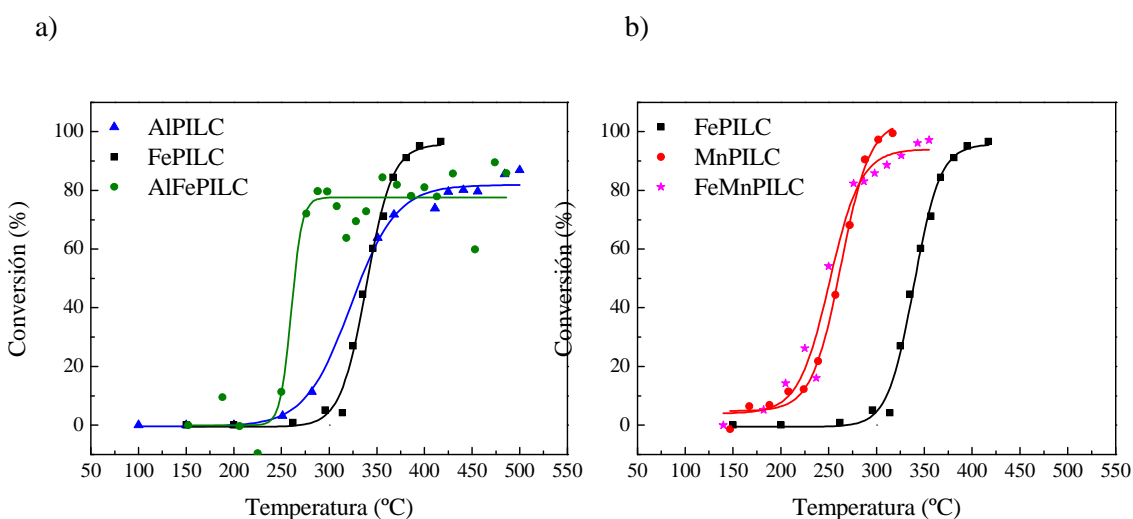 a)
b)
AlPILC
FePILC
AlFePILC
FePILC
MnPILC
FeMnPILC
Conversión (%)
100
80
60
40
20
0
50 100 150 200 250 300 350 400 450 500 550
Temperatura (ºC)
Conversión (%)
100
80
60
40
20
0
50 100 150 200 250 300 350 400 450 500 550
Temperatura (ºC)